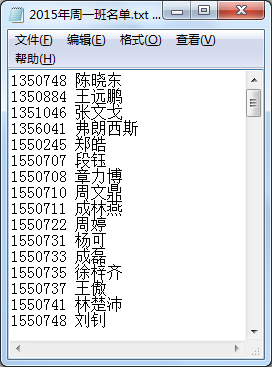 2015年周一班名单.txt ...
文件(F) 编辑(E) 格式(O) 查看(V)
帮助(H)
1350748 陈晓东
1350884 王远鹏
1351046 张文戈
1356041 弗朗西斯
1550245 郑皓
1550707 段钰
1550708 章力博
1550710 周文鼎
1550711 成林燕
1550722 周婷
1550731 杨可
1550733 成磊
1550735 徐梓齐
1550737 王傲
1550741 林楚沛
1550748 刘钊